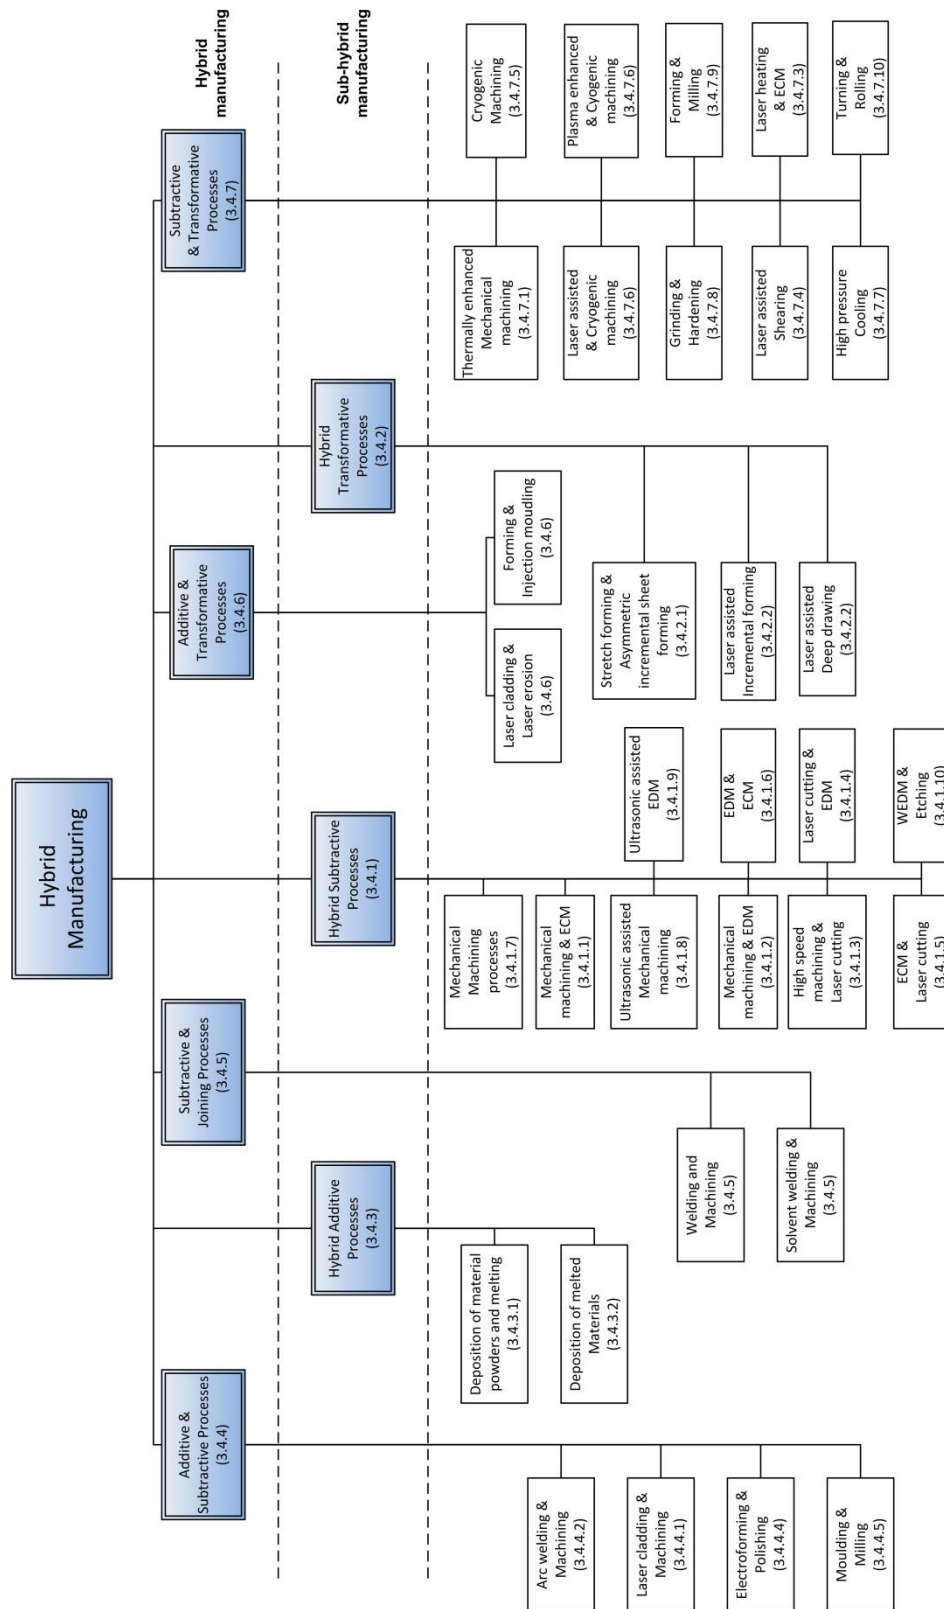 Hybrid
Manufacturing
Hybrid
manufacturing
Additive &
Subtractive Processes
(3.4.4)
Subtractive &
Joining Processes
(3.4.5)
Additive &
Transformative
Processes
(3.4.6)
Subtractive
& Transformative
Processes
(3.4.7)
Sub-hybrid
manufacturing
Hybrid Additive
Processes
(3.4.3)
Hybrid Subtractive
Processes
(3.4.1)
Hybrid
Transformative
Processes
(3.4.2)
Arc welding &
Machining
(3.4.4.2)
Laser cladding &
Machining
(3.4.4.1)
Electroforming &
Polishing
(3.4.4.4)
Moulding &
Milling
(3.4.4.5)
Deposition of material
powders and melting
(3.4.3.1)
Deposition of melted
Materials
(3.4.3.2)
Welding and
Machining
(3.4.5)
Solvent welding &
Machining
(3.4.5)
Mechanical
Machining
processes
(3.4.1.7)
Mechanical
machining & ECM
(3.4.1.1)
Ultrasonic assisted
Mechanical
machining
(3.4.1.8)
Ultrasonic assisted
EDM
(3.4.1.9)
Mechanical
machining & EDM
(3.4.1.2)
EDM &
ECM
(3.4.1.6)
High speed
machining &
Laser cutting
(3.4.1.3)
Laser cutting &
EDM
(3.4.1.4)
ECM &
Laser cutting
(3.4.1.5)
WEDM &
Etching
(3.4.1.10)
Laser cladding &
Laser erosion
(3.4.6)
Forming &
Injection moudling
(3.4.6)
Stretch forming &
Asymmetric
incremental sheet
forming
(3.4.2.1)
Laser assisted
Incremental forming
(3.4.2.2)
Laser assisted
Deep drawing
(3.4.2.2)
Thermally enhanced
Mechanical
machining
(3.4.7.1)
Cryogenic
Machining
(3.4.7.5)
Laser assisted
& Cryogenic
machining
(3.4.7.6)
Plasma enhanced
& Cyogenic
machining
(3.4.7.6)
Grinding &
Hardening
(3.4.7.8)
Forming &
Milling
(3.4.7.9)
Laser assisted
Shearing
(3.4.7.4)
Laser heating
& ECM
(3.4.7.3)
High pressure
Cooling
(3.4.7.7)
Turning &
Rolling
(3.4.7.10)